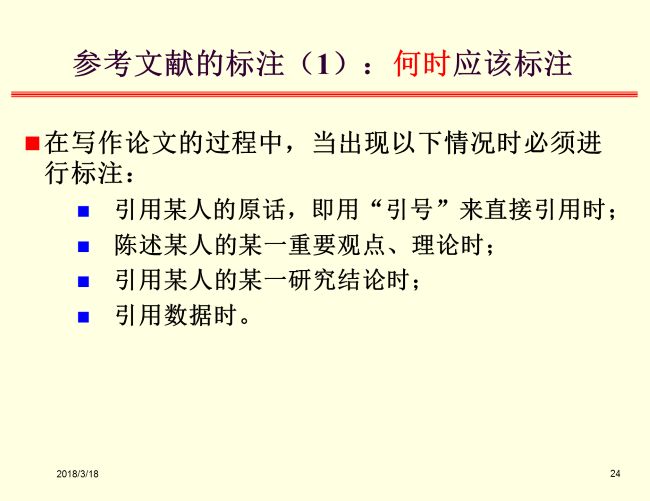 参考文献的标注（1）：何时应该标注
在写作论文的过程中，当出现以下情况时必须进
行标注：
引用某人的原话，即用“引号”来直接引用时；
陈述某人的某一重要观点、理论时；
引用某人的某一研究结论时；
引用数据时。
2018/3/18
24